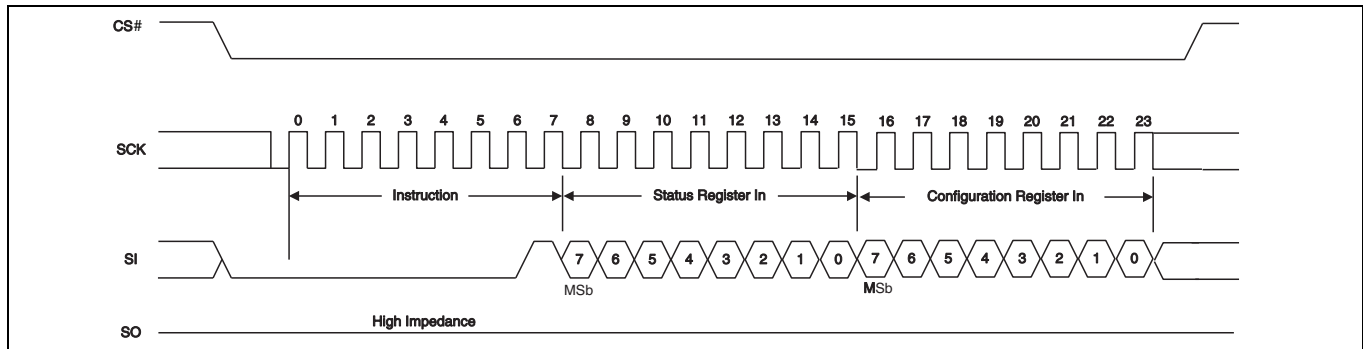 CS#
0 1 2 3 4 5 6 7 8 9 10 11 12 13 14 15 16 17 18 19 20 21 22 23
SCK
Instruction Status Register In Configuration Register In
SI 7 6 5 4 3 2 1 0 7 6 5 4 3 2 1 0
MSb MSb
High Impedance
SO